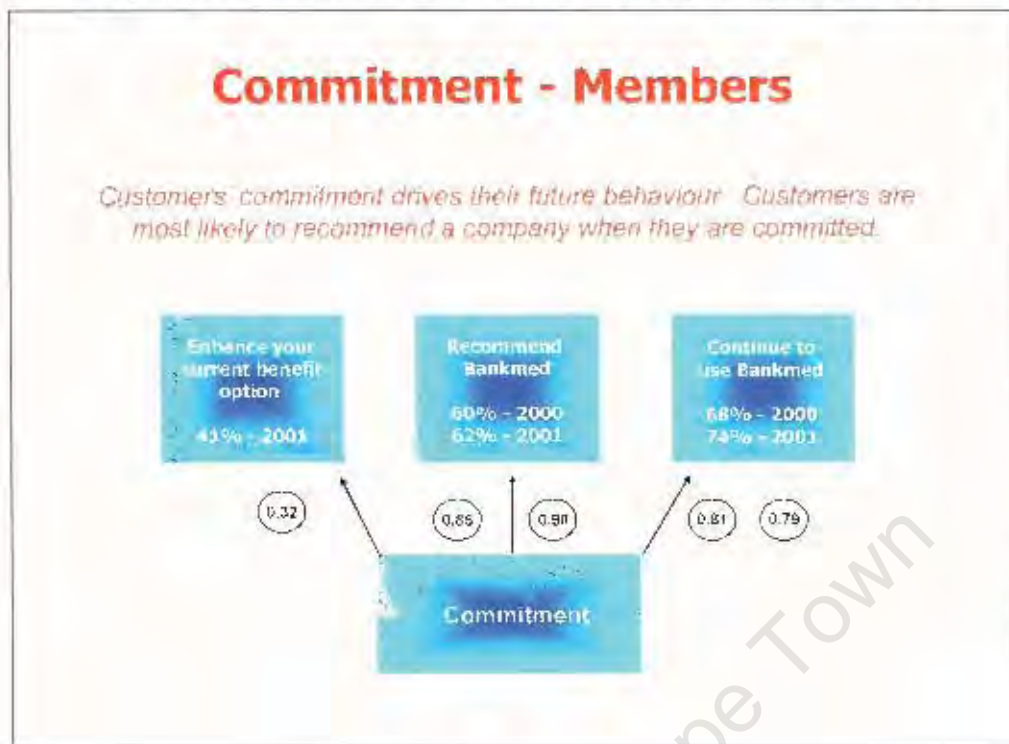 Commitment - Members
Customers' commitment drives their future behaviour. Customers are
most likely to recommend a company when they are committed.
Enhance your
current benefit
option
41% - 2001
Recommend
Bankmed
60% - 2000
62% - 2001
Continue to
use Bankmed
68% - 2000
74% - 2001
0.32
0.85
0.90
0.81
0.79
Commitment
Town